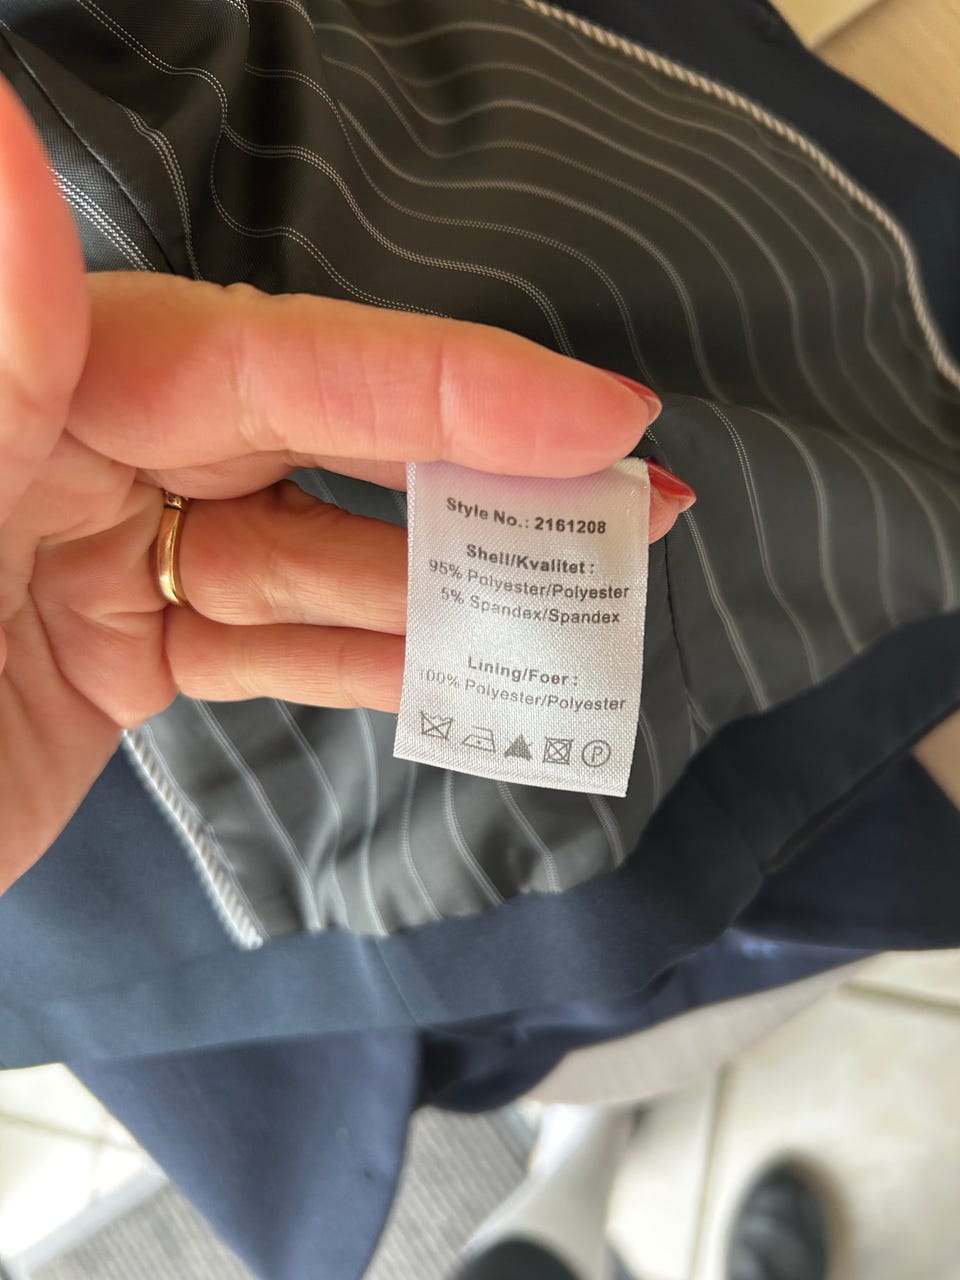 Style No.: 2161208
Shell/Kvalitet :
95% Polyester/Polyester
5% Spandex/Spandex
Lining/Foer :
100% Polyester/Polyester
P